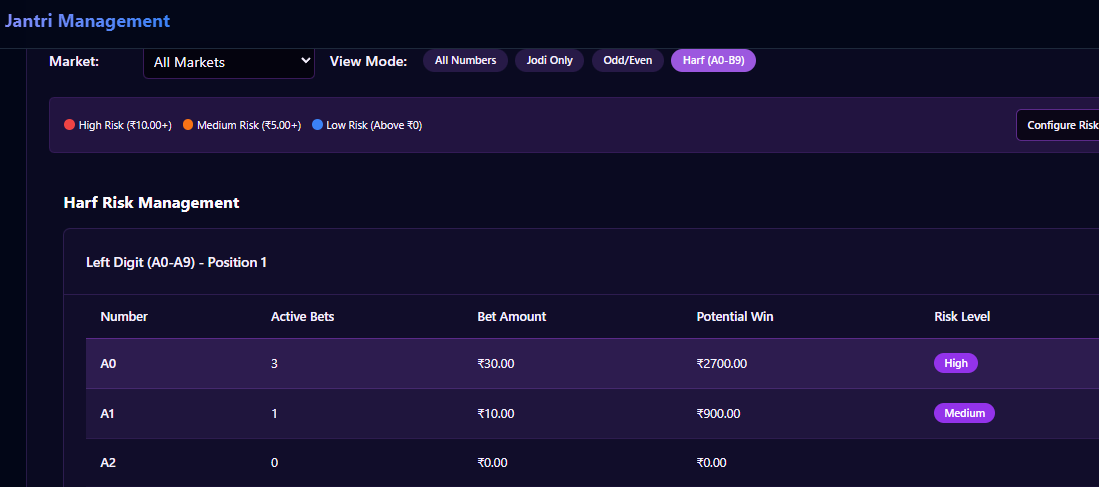 Jantri Management
Market: All Markets View Mode: All Numbers Jodi Only Odd/Even Harf (A0-B9)
High Risk (₹10.00+) Medium Risk (₹5.00+) Low Risk (Above ₹0) Configure Risk
Harf Risk Management
Left Digit (A0-A9) - Position 1
Number Active Bets Bet Amount Potential Win Risk Level
A0 3 ₹30.00 ₹2700.00 High
A1 1 ₹10.00 ₹900.00 Medium
A2 0 ₹0.00 ₹0.00